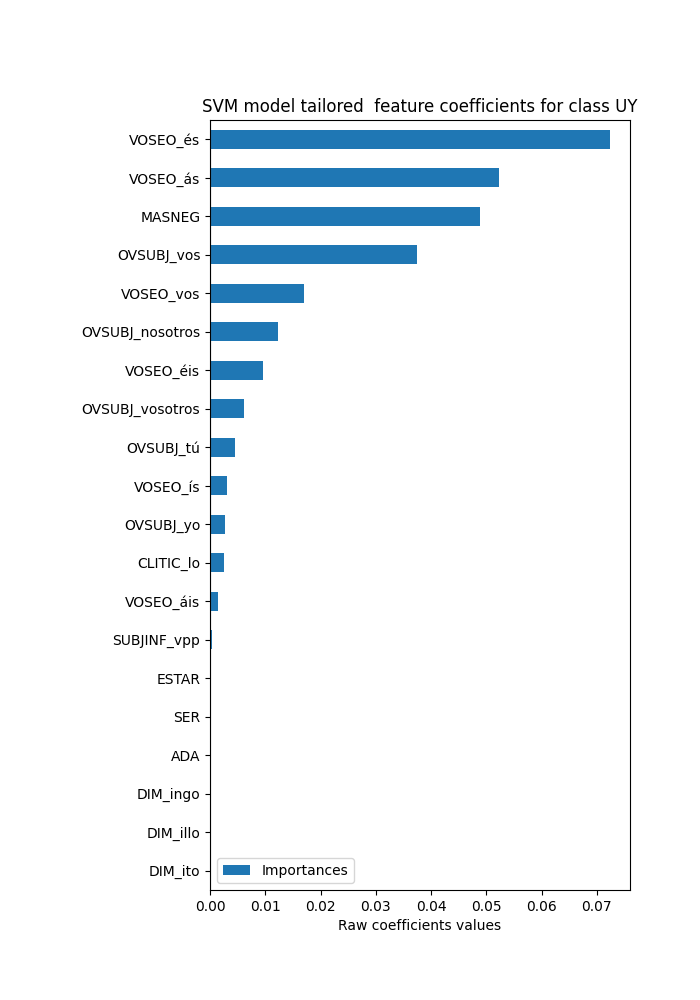 SVM model tailored  feature coefficients for class UY
VOSEO_és
VOSEO_ás
MASNEG
OVSUBJ_vos
VOSEO_vos
OVSUBJ_nosotros
VOSEO_éis
OVSUBJ_vosotros
OVSUBJ_tú
VOSEO_ís
OVSUBJ_yo
CLITIC_lo
VOSEO_áis
SUBJINF_vpp
ESTAR
SER
ADA
DIM_ingo
DIM_illo
DIM_ito
Importances
0.00 0.01 0.02 0.03 0.04 0.05 0.06 0.07
Raw coefficients values